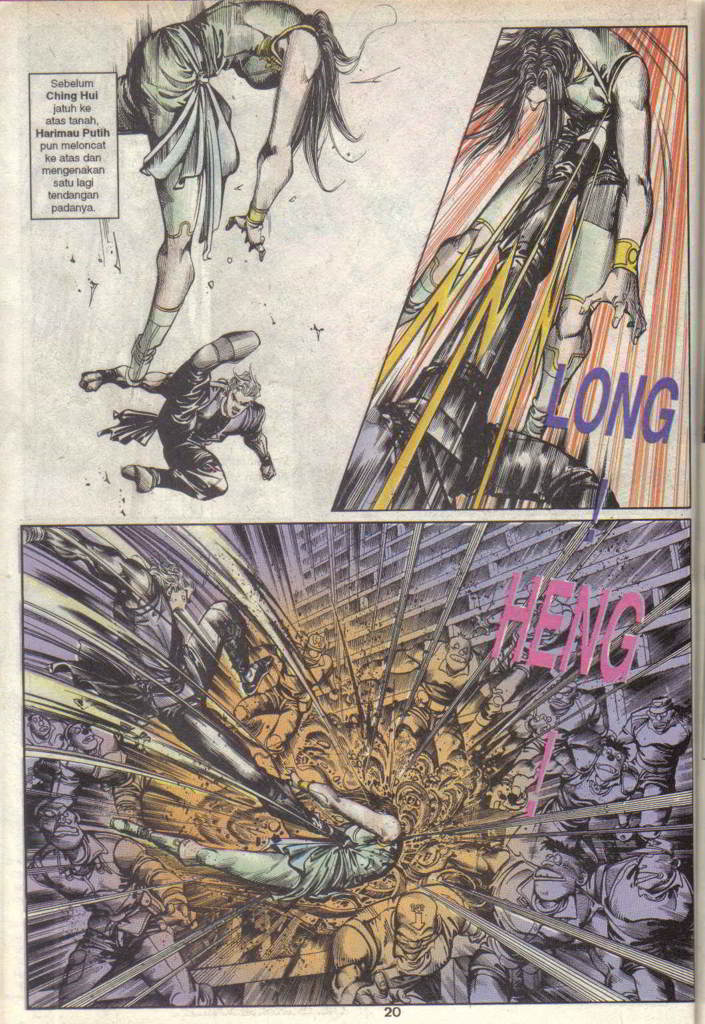 Sebelum
Ching Hui
jatuh ke
atas tanah,
Harimau Putih
pun meloncat
ke atas dan
mengenakan
satu lagi
tendangan
padanya.
LONG
!
HENG
!
20